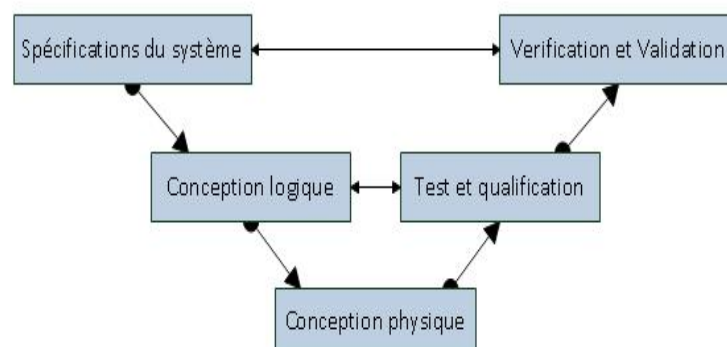 Spécifications du système
Verification et Validation
Conception logique
Test et qualification
Conception physique